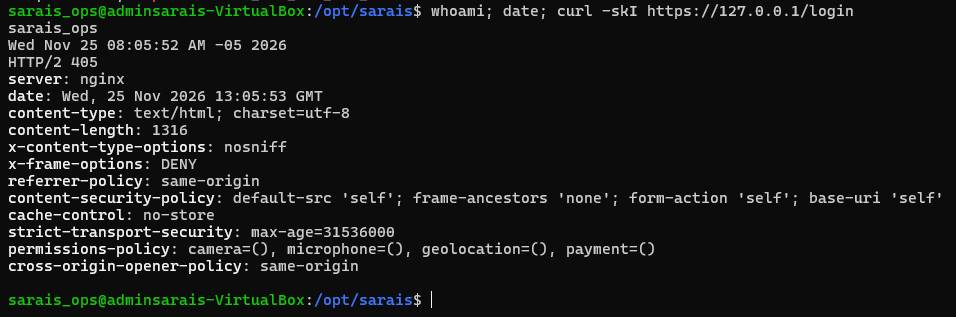 sarais_ops@adminsarais-VirtualBox:/opt/sarais$ whoami; date; curl -skI https://127.0.0.1/login
sarais_ops
Wed Nov 25 08:05:52 AM -05 2026
HTTP/2 405
server: nginx
date: Wed, 25 Nov 2026 13:05:53 GMT
content-type: text/html; charset=utf-8
content-length: 1316
x-content-type-options: nosniff
x-frame-options: DENY
referrer-policy: same-origin
content-security-policy: default-src 'self'; frame-ancestors 'none'; form-action 'self'; base-uri 'self'
cache-control: no-store
strict-transport-security: max-age=31536000
permissions-policy: camera=(), microphone=(), geolocation=(), payment=()
cross-origin-opener-policy: same-origin
sarais_ops@adminsarais-VirtualBox:/opt/sarais$